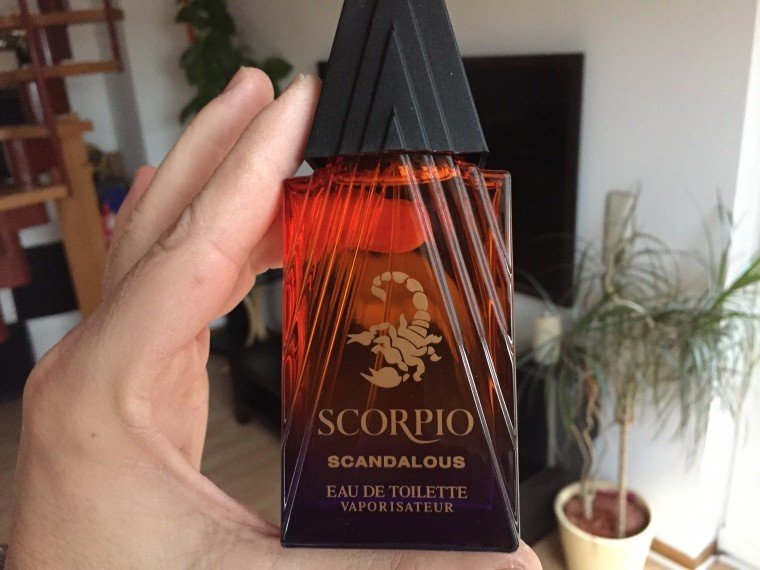 SCORPIO
SCANDALOUS
EAU DE TOILETTE
VAPORISATEUR